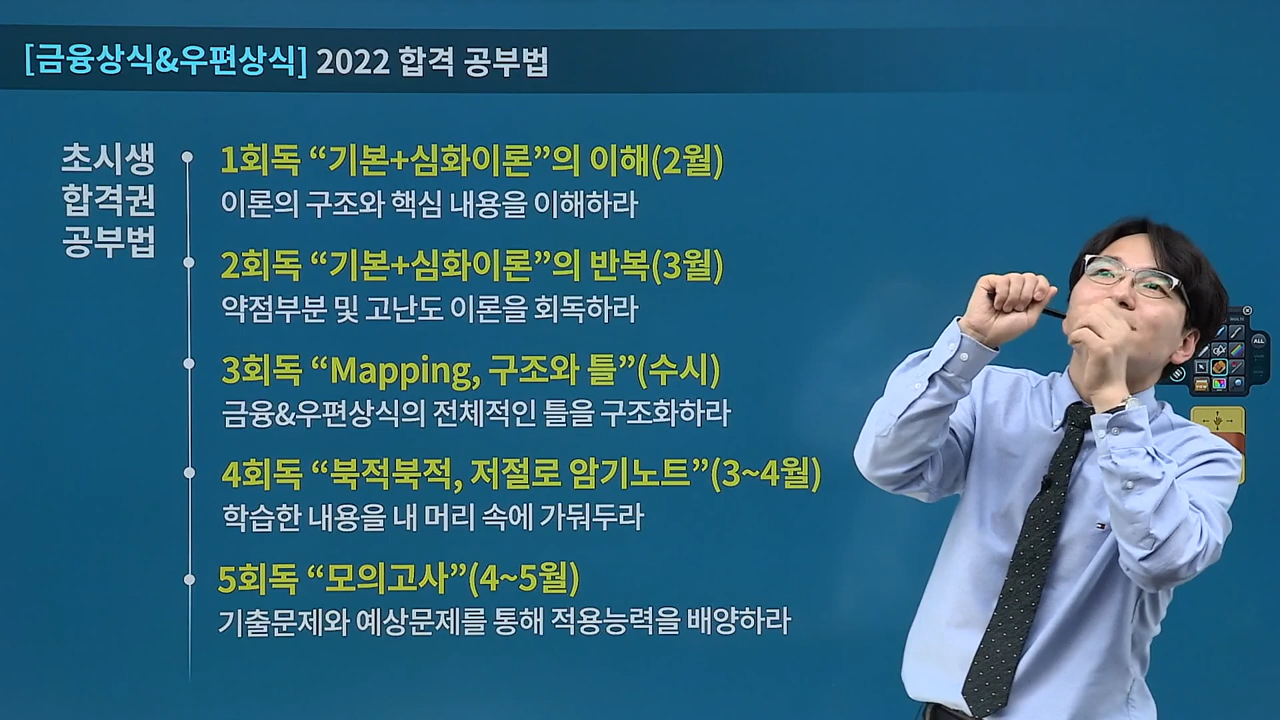 [금융상식&우편상식] 2022 합격 공부법
초시생
합격권
공부법
1회독 “기본+심화이론”의 이해(2월)
이론의 구조와 핵심 내용을 이해하라
2회독 “기본+심화이론”의 반복(3월)
약점부분 및 고난도 이론을 회독하라
3회독 “Mapping, 구조와 틀”(수시)
금융&우편상식의 전체적인 틀을 구조화하라
4회독 “북적북적, 저절로 암기노트”(3~4월)
학습한 내용을 내 머리 속에 가둬두라
5회독 “모의고사”(4~5월)
기출문제와 예상문제를 통해 적용능력을 배양하라
ALL